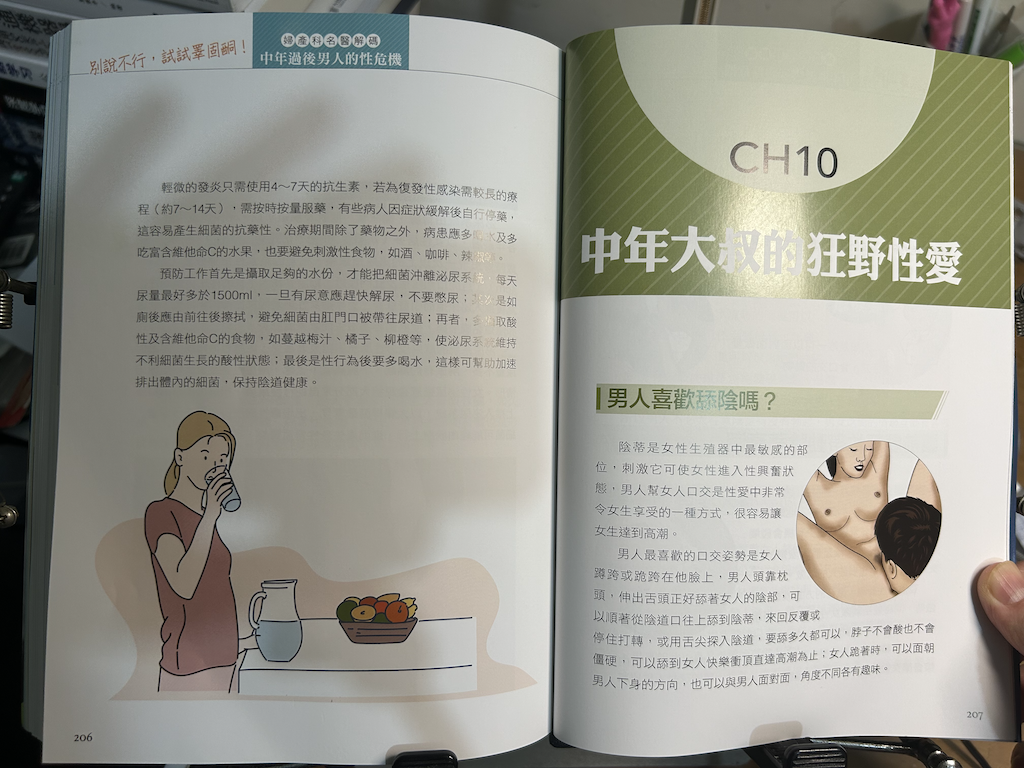 別說不行，試試睪固酮！
婦產科名醫解碼
中年過後男人的性危機
輕微的發炎只需使用4～7天的抗生素，若為復發性感染需較長的療
程（約7～14天），需按時按量服藥，有些病人因症狀緩解後自行停藥，
這容易產生細菌的抗藥性。治療期間除了藥物之外，病患應多喝水及多
吃富含維他命C的水果，也要避免刺激性食物，如酒、咖啡、辣
預防工作首先是攝取足夠的水份，才能把細菌沖離泌尿系統，每天
尿量最好多於1500ml，一旦有尿意應趕快解尿，不要憋尿；是如
廁後應由前往後擦拭，避免細菌由肛門口被帶往尿道；再者，取酸
性及含維他命C的食物，如蔓越梅汁、橘子、柳橙等，使泌尿系統維持
不利細菌生長的酸性狀態；最後是性行為後要多喝水，這樣可幫助加速
排出體內的細菌，保持陰道健康。
206
CH10
中年大叔的狂野性愛
男人喜歡舔陰嗎？
陰蒂是女性生殖器中最敏感的部
位，刺激它可使女性進入性興奮狀
態，男人幫女人口交是性愛中非常
令女生享受的一種方式，很容易讓
女生達到高潮。
男人最喜歡的口交姿勢是女人
蹲跨或跪跨在他臉上，男人頭靠枕
頭，伸出舌頭正好舔著女人的陰部，可
以順著從陰道口往上舔到陰蒂，來回反覆或
停住打轉，或用舌尖探入陰道，要舔多久都可以，脖子不會酸也不會
僵硬，可以舔到女人快樂衝頂直達高潮為止；女人跪著時，可以面朝
男人下身的方向，也可以與男人面對面，角度不同各有趣味。
207